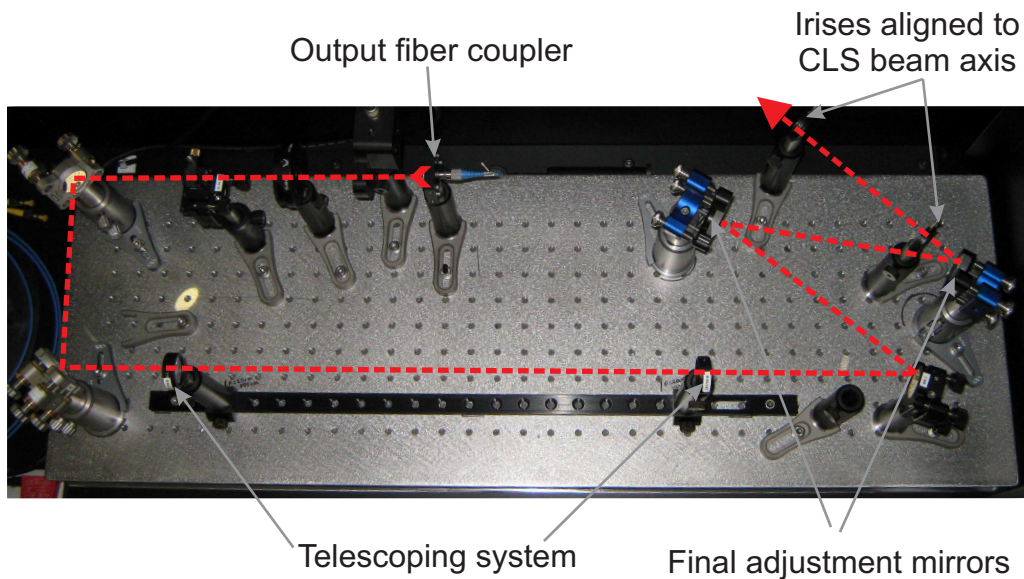 Output fiber coupler
Irises aligned to
CLS beam axis
Telescoping system
Final adjustment mirrors